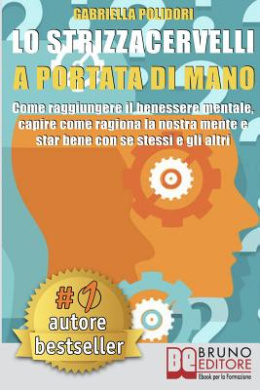 GABRIELLA POLIDORI
LO STRIZZACERVELLI
A PORTATA DI MANO
Come raggiungere il benessere mentale,
capire come ragiona la nostra mente e
star bene con se stessi e gli altri
#1
autore
bestseller
BE BRUNO
EDITORE
Ebook per la Formazione